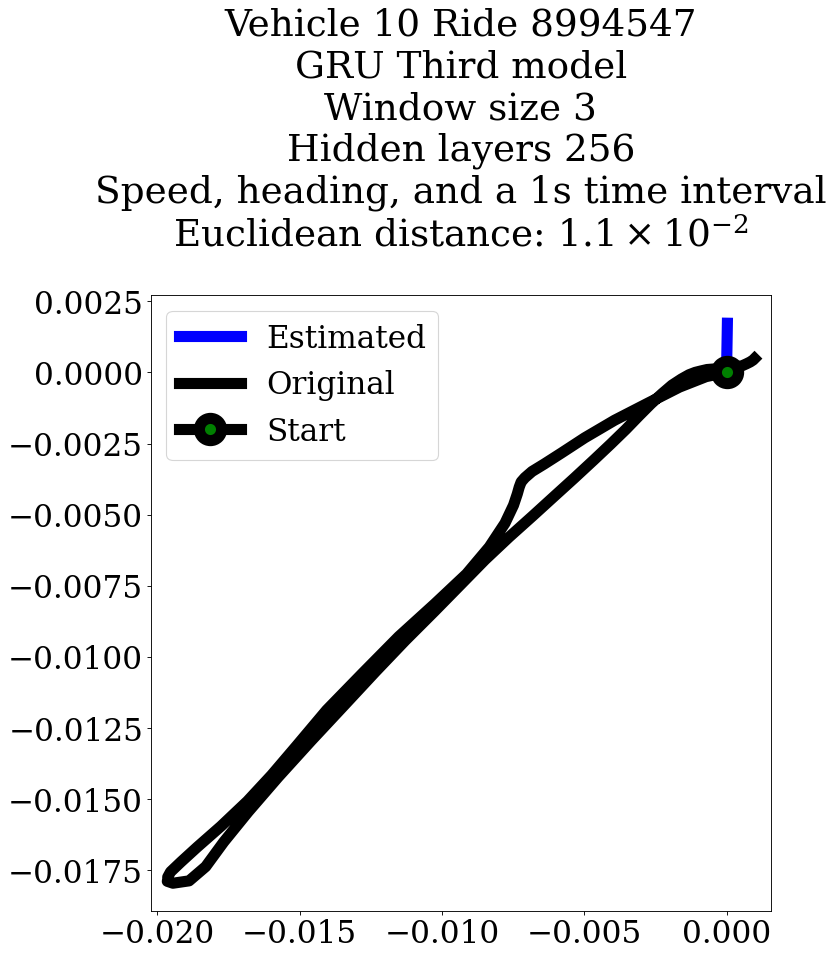 Vehicle 10 Ride 8994547
GRU Third model
Window size 3
Hidden layers 256
Speed, heading, and a 1s time interval
Euclidean distance: 1.1 × 10⁻²
0.0025
0.0000
−0.0025
−0.0050
−0.0075
−0.0100
−0.0125
−0.0150
−0.0175
Estimated
Original
Start
−0.020 −0.015 −0.010 −0.005 0.000